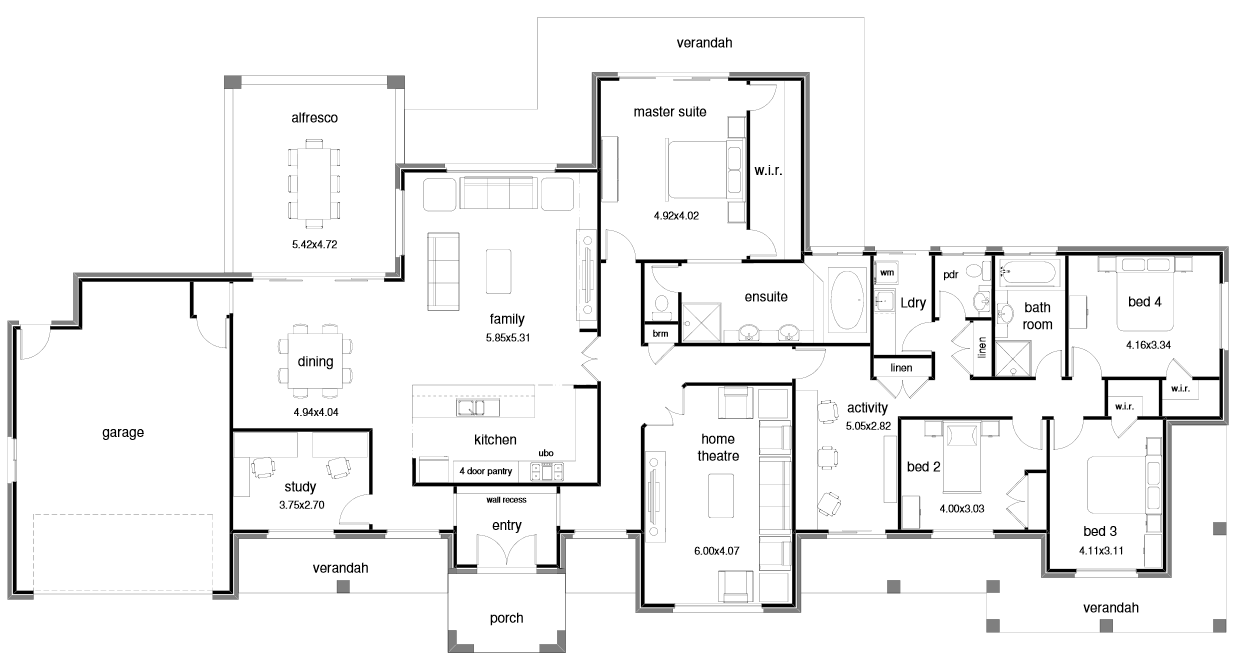 verandah
alfresco
5.42x4.72
master suite
4.92x4.02
w.i.r.
family
5.85x5.31
brm
ensuite
wm
Ldry
pdr
linen
linen
bath
room
bed 4
4.16x3.34
w.i.r.
w.i.r.
dining
4.94x4.04
garage
kitchen
ubo
4 door pantry
home
theatre
6.00x4.07
activity
5.05x2.82
study
3.75x2.70
wall recess
entry
bed 2
4.00x3.03
bed 3
4.11x3.11
verandah
porch
verandah